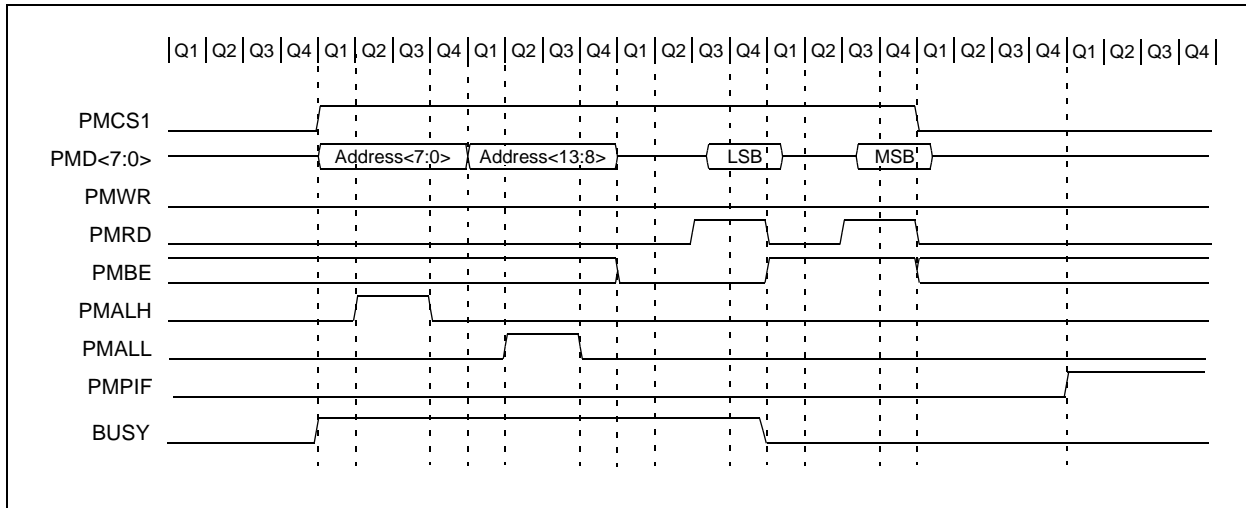 Q1 Q2 Q3 Q4 Q1 Q2 Q3 Q4 Q1 Q2 Q3 Q4 Q1 Q2 Q3 Q4 Q1 Q2 Q3 Q4 Q1 Q2 Q3 Q4 Q1 Q2 Q3 Q4
PMCS1
PMD<7:0> Address<7:0> Address<13:8> LSB MSB
PMWR
PMRD
PMBE
PMALH
PMALL
PMPIF
BUSY